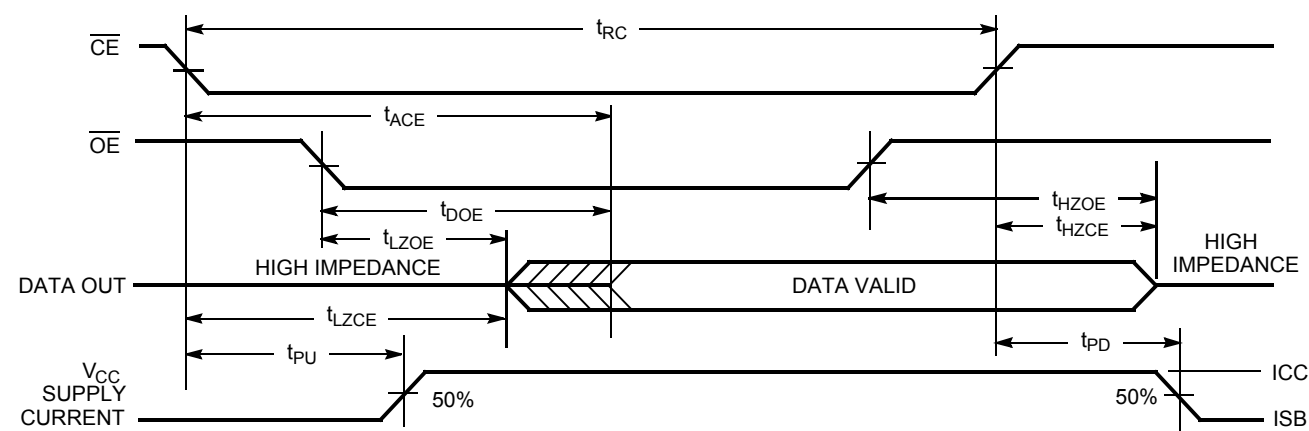 tRC
CE
tACE
OE
tDOE
tHZOE
tLZOE
tHZCE
HIGH IMPEDANCE
HIGH
IMPEDANCE
DATA OUT
DATA VALID
tLZCE
tPU
tPD
VCC
SUPPLY
CURRENT
50%
50%
ICC
ISB